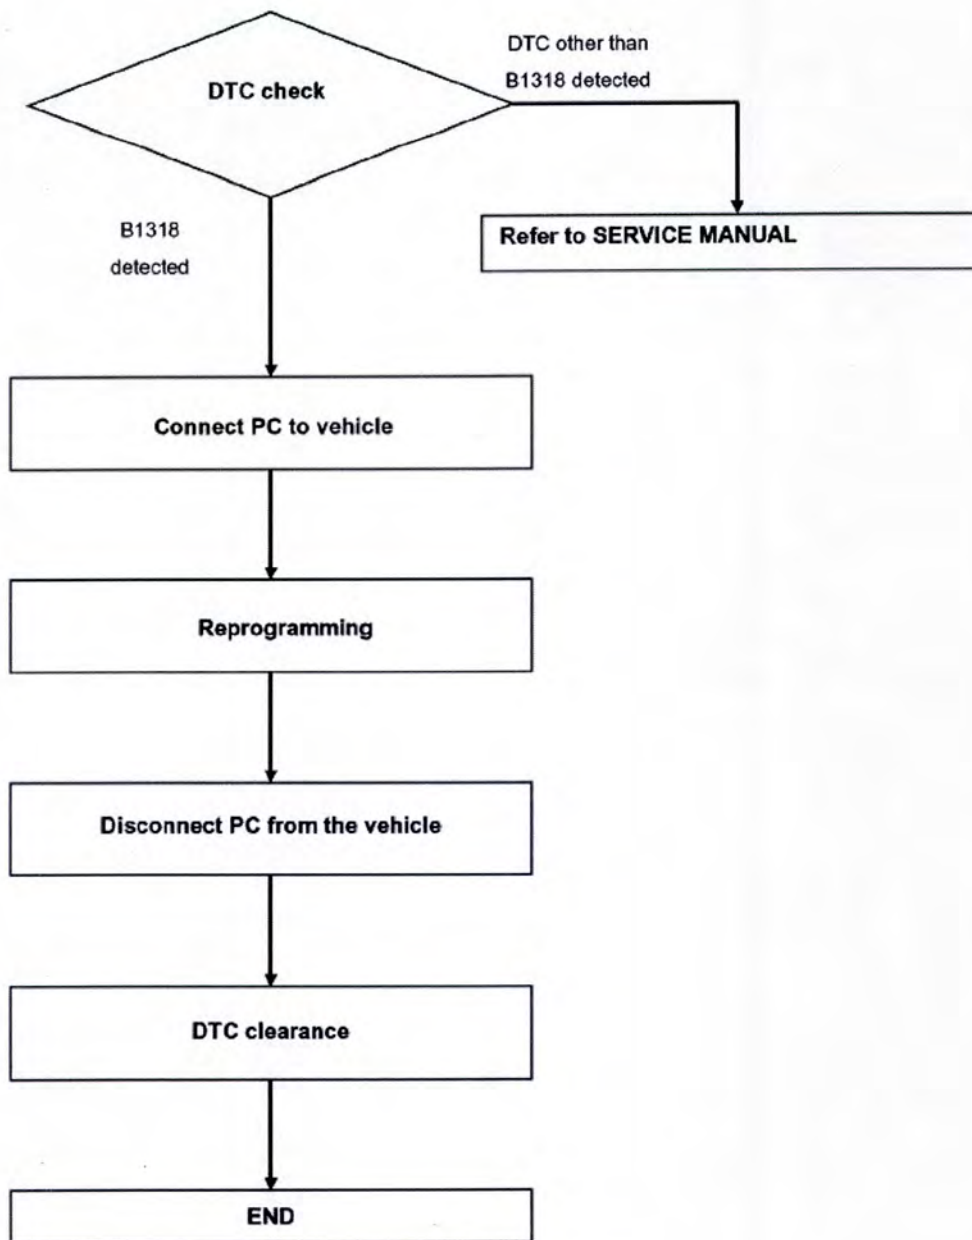 DTC check
DTC other than
B1318 detected
Refer to SERVICE MANUAL
B1318
detected
Connect PC to vehicle
Reprogramming
Disconnect PC from the vehicle
DTC clearance
END